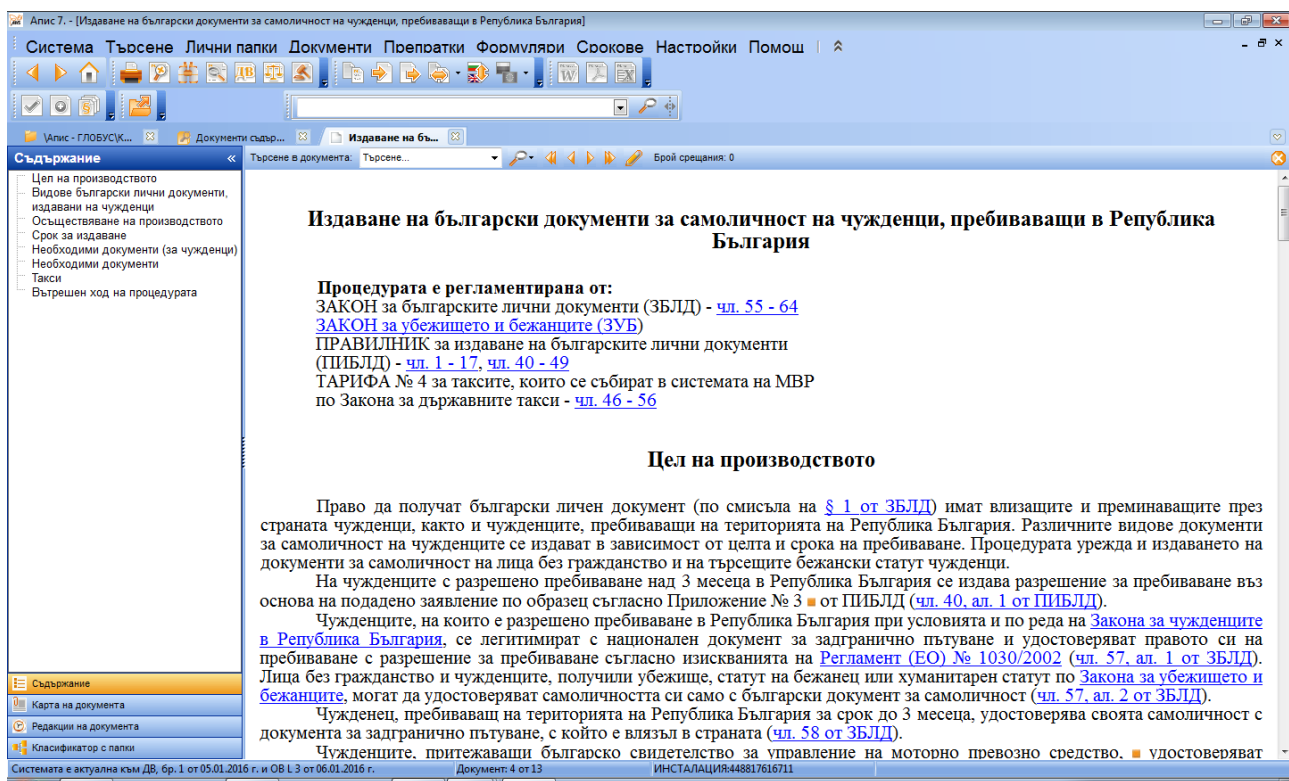 Апис 7. - [Издаване на български документи за самоличност на чужденци, пребиваващи в Република България]
Система Търсене Лични папки Документи Препратки Формуляри Срокове Настройки Помощ
\Апис - ГЛОБУС\К... Документи съдър... Издаване на бъ...
Съдържание « Търсене в документа: Търсене... Брой срещания: 0
Цел на производството
Видове български лични документи,
издавани на чужденци
Осъществяване на производството
Срок за издаване
Необходими документи (за чужденци)
Необходими документи
Такси
Вътрешен ход на процедурата
Издаване на български документи за самоличност на чужденци, пребиваващи в Република
България
Процедурата е регламентирана от:
ЗАКОН за българските лични документи (ЗБЛД) - чл. 55 - 64
ЗАКОН за убежището и бежанците (ЗУБ)
ПРАВИЛНИК за издаване на българските лични документи
(ПИБЛД) - чл. 1 - 17, чл. 40 - 49
ТАРИФА № 4 за таксите, които се събират в системата на МВР
по Закона за държавните такси - чл. 46 - 56
Цел на производството
Право да получат български личен документ (по смисъла на § 1 от ЗБЛД) имат влизащите и преминаващите през
страната чужденци, както и чужденците, пребиваващи на територията на Република България. Различните видове документи
за самоличност на чужденците се издават в зависимост от целта и срока на пребиваване. Процедурата урежда и издаването на
документи за самоличност на лица без гражданство и на търсещите бежански статут чужденци.
На чужденците с разрешено пребиваване над 3 месеца в Република България се издава разрешение за пребиваване въз
основа на подадено заявление по образец съгласно Приложение № 3 от ПИБЛД (чл. 40, ал. 1 от ПИБЛД).
Чужденците, на които е разрешено пребиваване в Република България при условията и по реда на Закона за чужденците
в Република България, се легитимират с национален документ за задгранично пътуване и удостоверяват правото си на
пребиваване с разрешение за пребиваване съгласно изискванията на Регламент (ЕО) № 1030/2002 (чл. 57, ал. 1 от ЗБЛД).
Лица без гражданство и чужденците, получили убежище, статут на бежанец или хуманитарен статут по Закона за убежището и
бежанците, могат да удостоверяват самоличността си само с български документ за самоличност (чл. 57, ал. 2 от ЗБЛД).
Чужденец, пребиваващ на територията на Република България за срок до 3 месеца, удостоверява своята самоличност с
документа за задгранично пътуване, с който е влязъл в страната (чл. 58 от ЗБЛД).
Чужденците, притежаващи българско свидетелство за управление на моторно превозно средство, удостоверяват
Съдържание
Карта на документа
Редакции на документа
Класификатор с папки
Системата е актуална към ДВ, бр. 1 от 05.01.2016 г. и ОВ L 3 от 06.01.2016 г. Документ: 4 от 13 ИНСТАЛАЦИЯ:448817616711